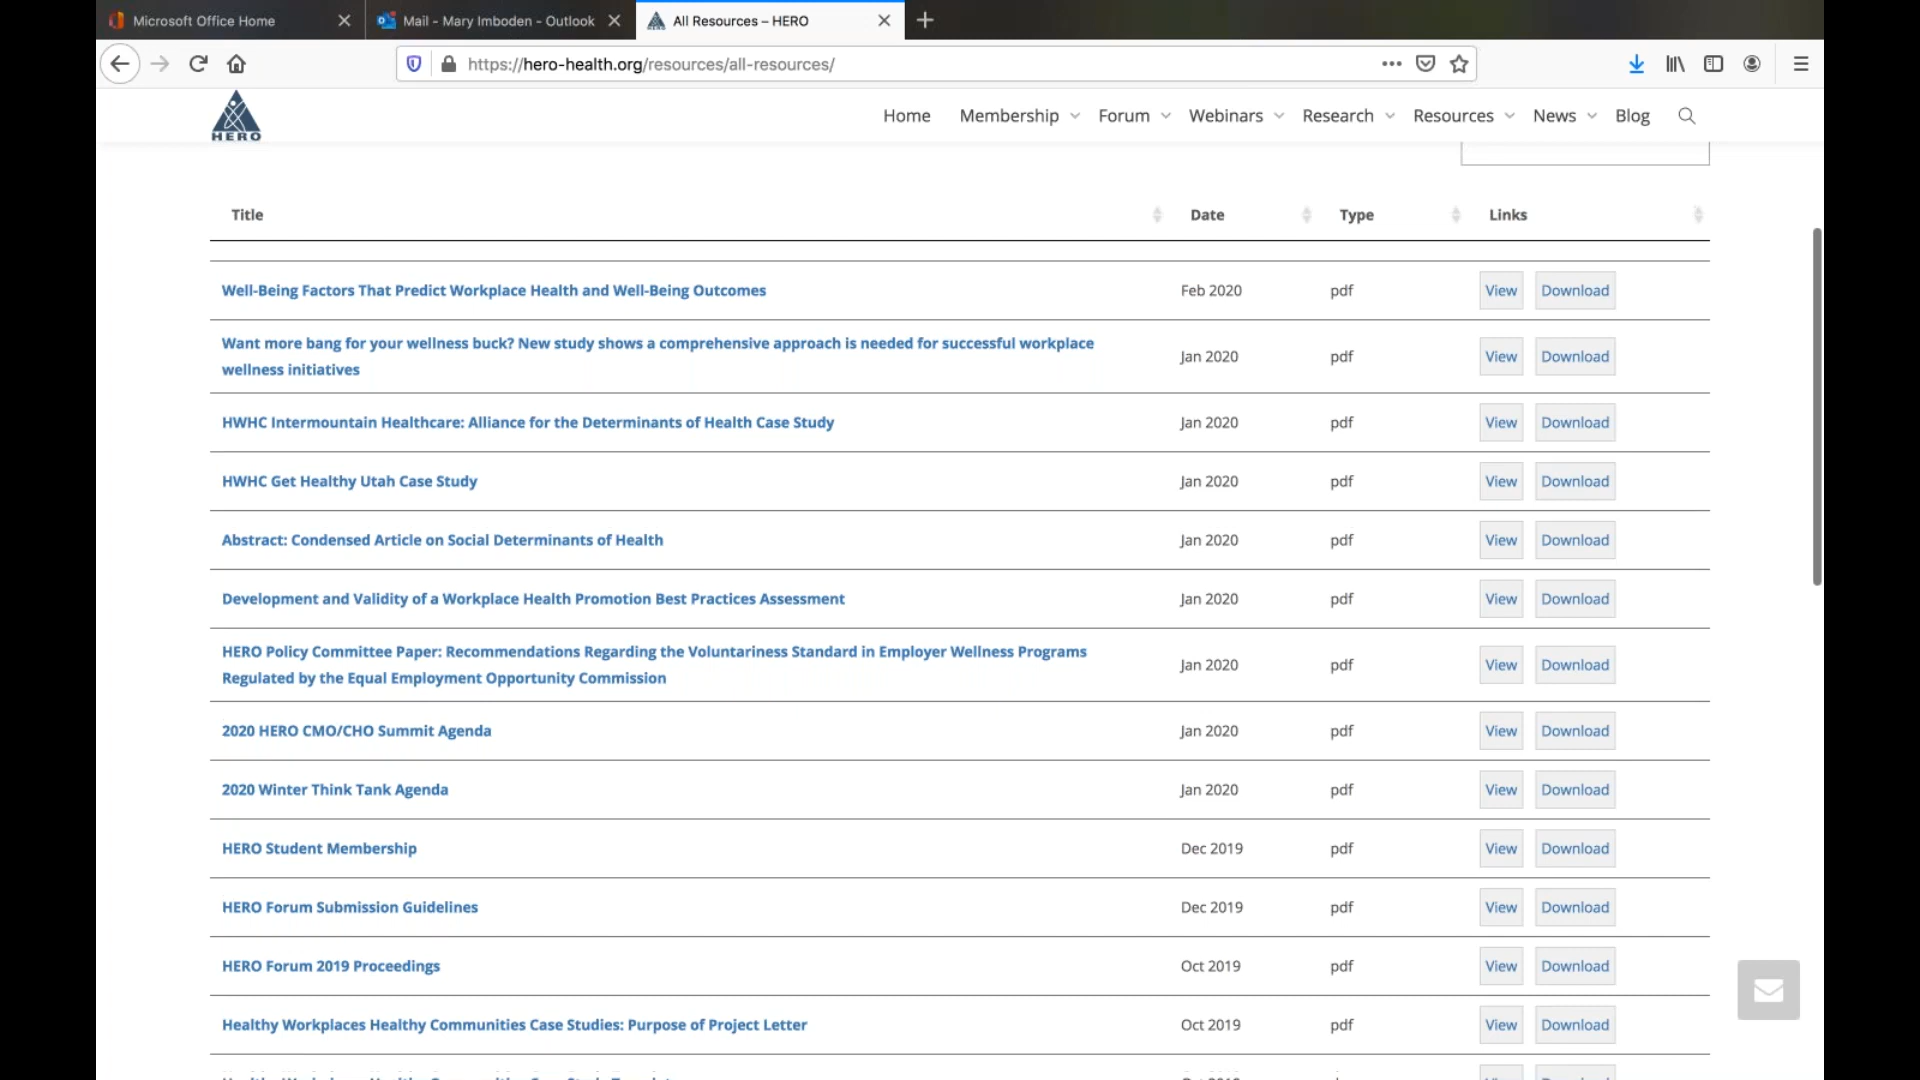 Microsoft Office Home
Mail - Mary Imboden - Outlook
All Resources – HERO
https://hero-health.org/resources/all-resources/
HERO
Home Membership Forum Webinars Research Resources News Blog
Title Date Type Links
Well-Being Factors That Predict Workplace Health and Well-Being Outcomes Feb 2020 pdf View Download
Want more bang for your wellness buck? New study shows a comprehensive approach is needed for successful workplace
wellness initiatives Jan 2020 pdf View Download
HWHC Intermountain Healthcare: Alliance for the Determinants of Health Case Study Jan 2020 pdf View Download
HWHC Get Healthy Utah Case Study Jan 2020 pdf View Download
Abstract: Condensed Article on Social Determinants of Health Jan 2020 pdf View Download
Development and Validity of a Workplace Health Promotion Best Practices Assessment Jan 2020 pdf View Download
HERO Policy Committee Paper: Recommendations Regarding the Voluntariness Standard in Employer Wellness Programs
Regulated by the Equal Employment Opportunity Commission Jan 2020 pdf View Download
2020 HERO CMO/CHO Summit Agenda Jan 2020 pdf View Download
2020 Winter Think Tank Agenda Jan 2020 pdf View Download
HERO Student Membership Dec 2019 pdf View Download
HERO Forum Submission Guidelines Dec 2019 pdf View Download
HERO Forum 2019 Proceedings Oct 2019 pdf View Download
Healthy Workplaces Healthy Communities Case Studies: Purpose of Project Letter Oct 2019 pdf View Download